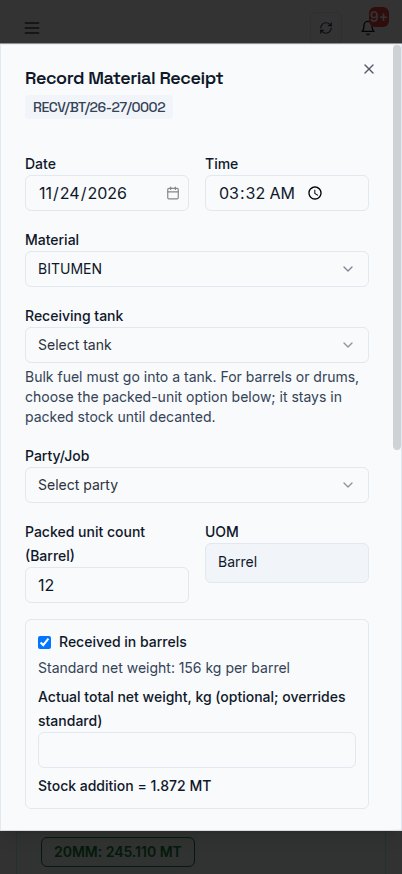 9+
Record Material Receipt
RECV/BT/26-27/0002
Date
Time
11/24/2026
03:32 AM
Material
BITUMEN
Receiving tank
Select tank
Bulk fuel must go into a tank. For barrels or drums,
choose the packed-unit option below; it stays in
packed stock until decanted.
Party/Job
Select party
Packed unit count
(Barrel)
UOM
12
Barrel
Received in barrels
Standard net weight: 156 kg per barrel
Actual total net weight, kg (optional; overrides
standard)
Stock addition = 1.872 MT
20MM: 245.110 MT